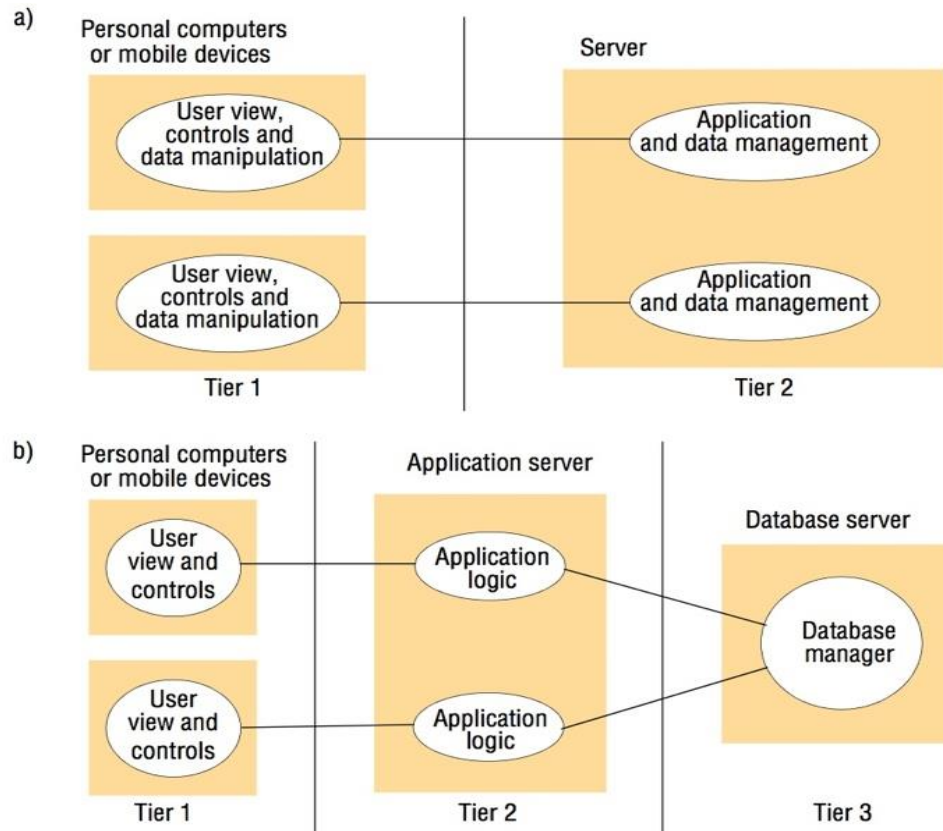 a)
Personal computers
or mobile devices
Server
User view,
controls and
data manipulation
Application
and data management
User view,
controls and
data manipulation
Application
and data management
Tier 1
Tier 2
b)
Personal computers
or mobile devices
Application server
Database server
User
view and
controls
Application
logic
Database
manager
User
view and
controls
Application
logic
Tier 1
Tier 2
Tier 3